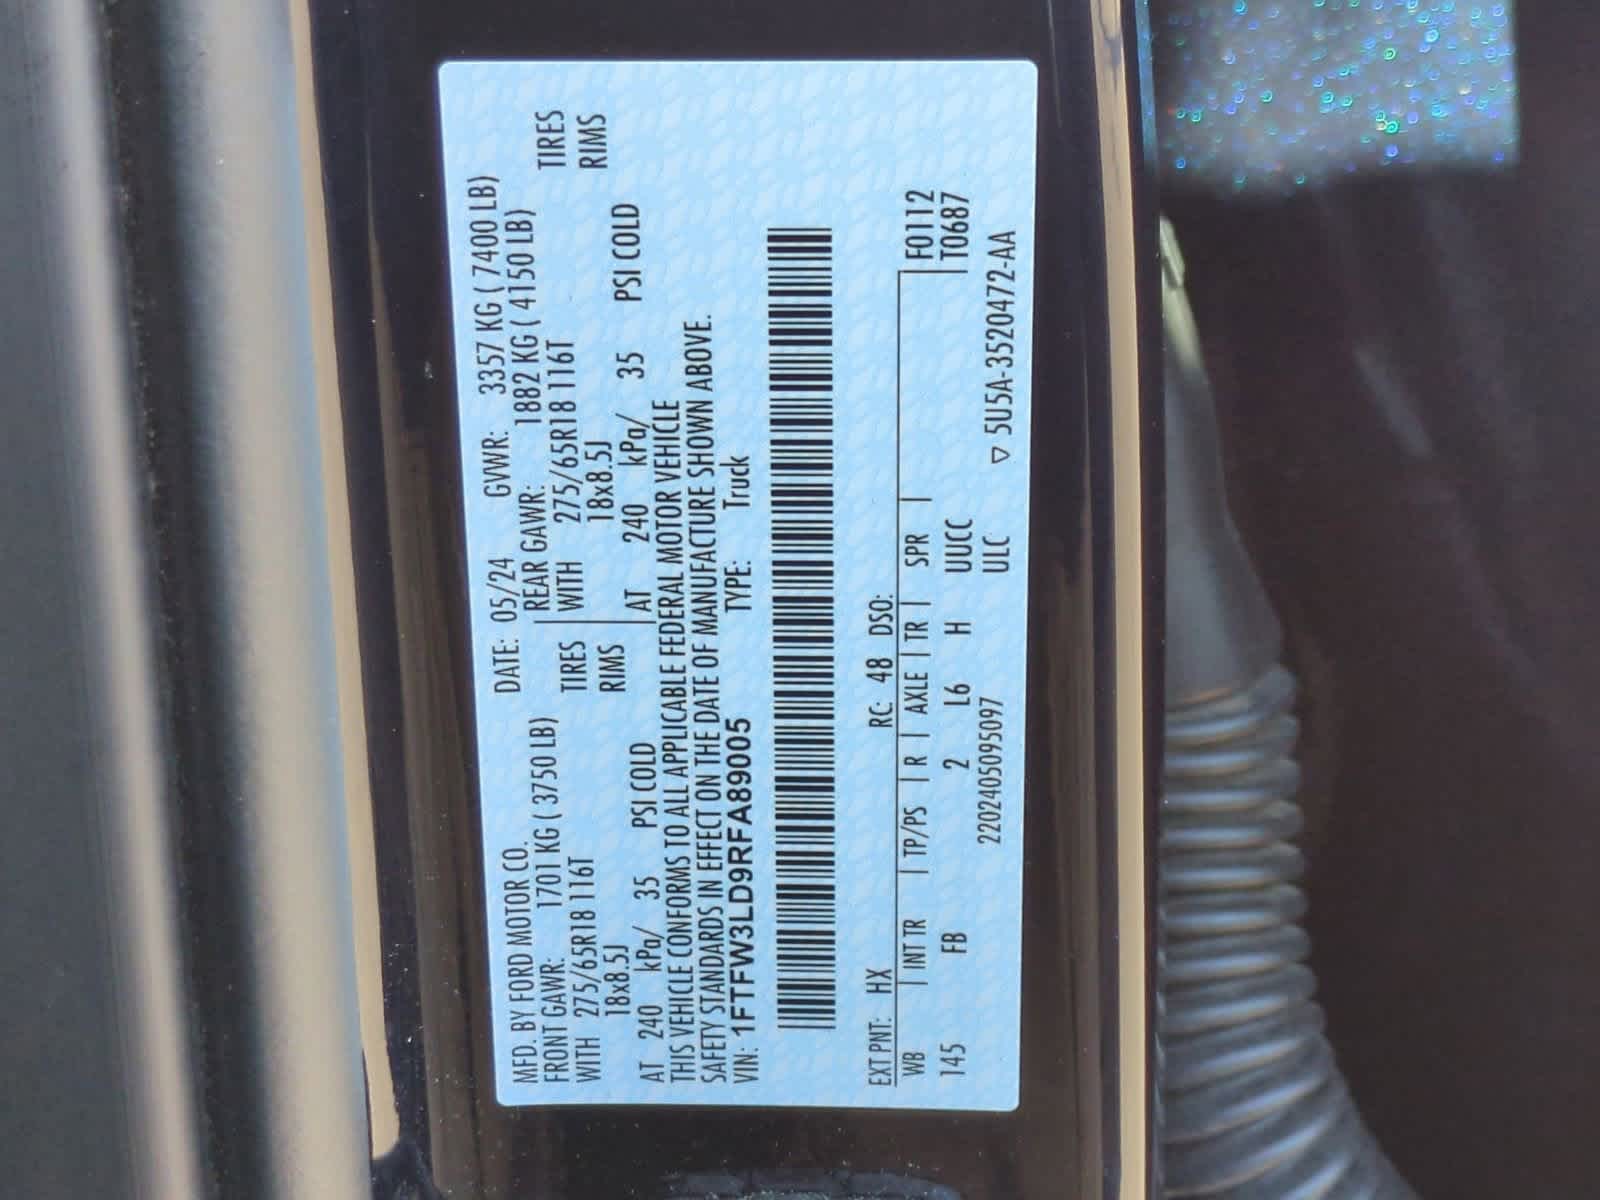 MFD. BY FORD MOTOR CO. DATE: 05/24 GVWR: 3357 KG ( 7400 LB)
FRONT GAWR: 1701 KG ( 3750 LB) REAR GAWR: 1882 KG ( 4150 LB)
WITH 275/65R18 116T TIRES WITH 275/65R18 116T TIRES
18x8.5J RIMS 18x8.5J RIMS
AT 240 kPa/ 35 PSI COLD AT 240 kPa/ 35 PSI COLD
THIS VEHICLE CONFORMS TO ALL APPLICABLE FEDERAL MOTOR VEHICLE
SAFETY STANDARDS IN EFFECT ON THE DATE OF MANUFACTURE SHOWN ABOVE.
VIN: 1FTFW3LD9RFA89005 TYPE: Truck
EXT PNT: HX RC: 48 DSO:
WB | INT TR | TP/PS | R | AXLE | TR | SPR | F0112
145 FB 2 L6 H UUCC T0687
2202405095097 ULC ▽ 5U5A-3520472-AA